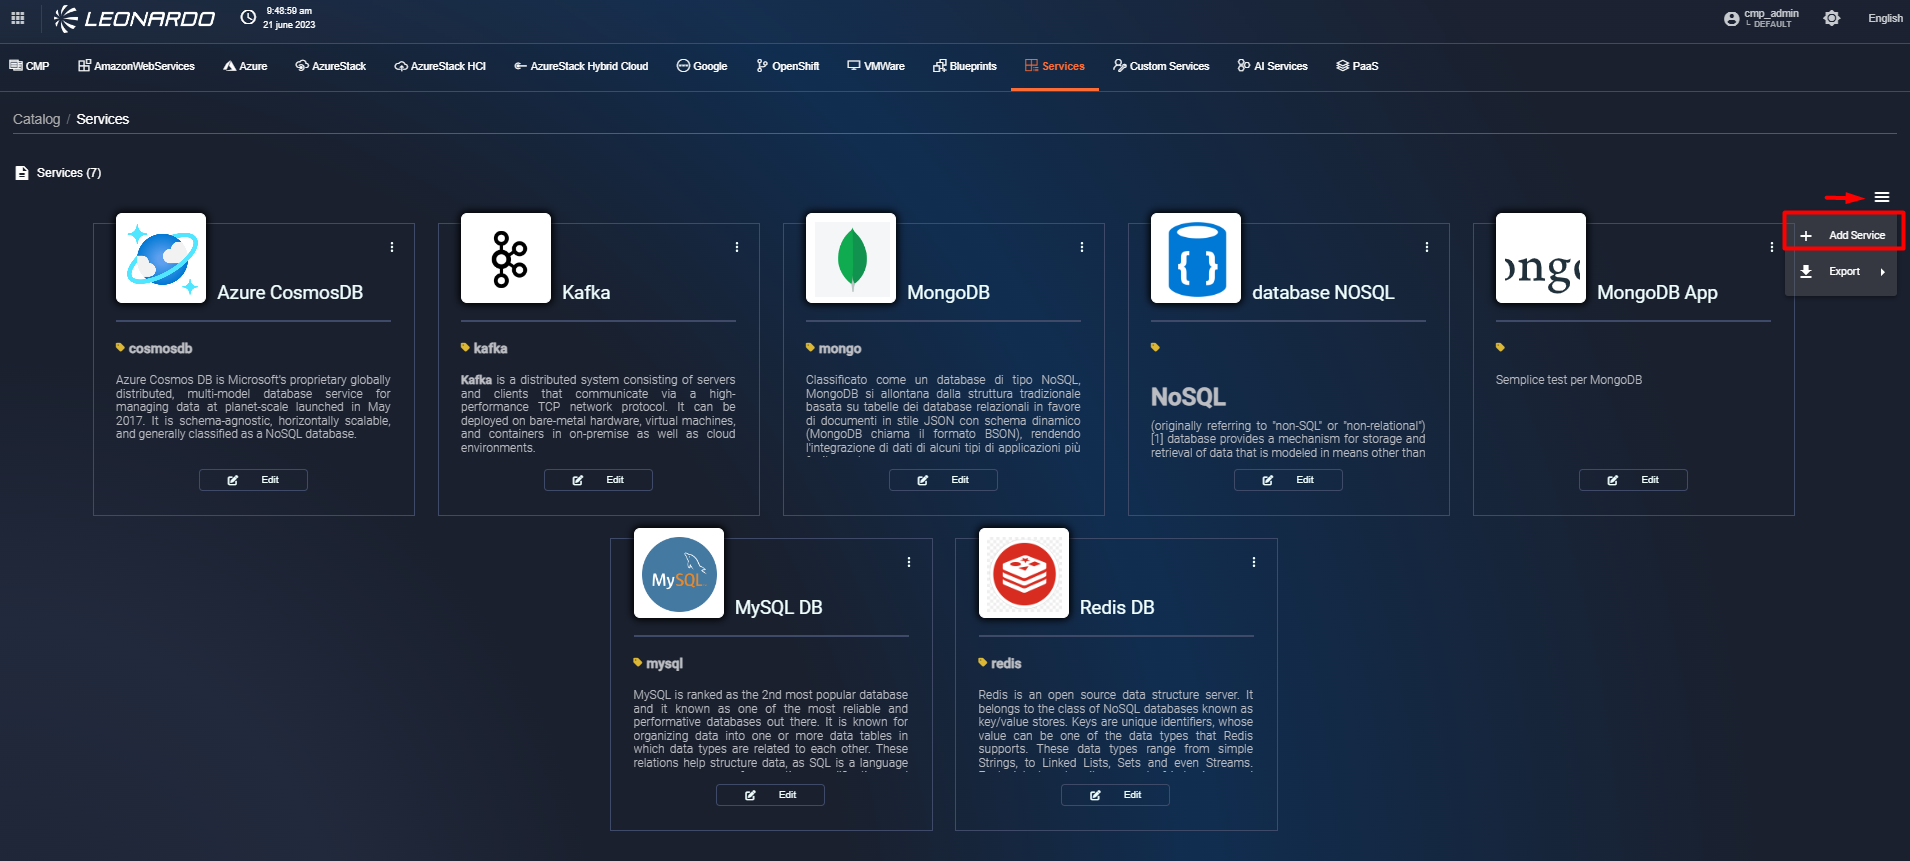 LEONARDO
9:48:59 am
21 june 2023
cmp_admin
└ DEFAULT
English
CMP
AmazonWebServices
Azure
AzureStack
AzureStack HCI
AzureStack Hybrid Cloud
Google
OpenShift
VMWare
Blueprints
Services
Custom Services
AI Services
PaaS
Catalog / Services
Services (7)
Add Service
Export
Azure CosmosDB
cosmosdb
Azure Cosmos DB is Microsoft's proprietary globally
distributed, multi-model database service for
managing data at planet-scale launched in May
2017. It is schema-agnostic, horizontally scalable,
and generally classified as a NoSQL database.
Edit
Kafka
kafka
Kafka is a distributed system consisting of servers
and clients that communicate via a high-
performance TCP network protocol. It can be
deployed on bare-metal hardware, virtual machines,
and containers in on-premise as well as cloud
environments.
Edit
MongoDB
mongo
Classificato come un database di tipo NoSQL,
MongoDB si allontana dalla struttura tradizionale
basata su tabelle dei database relazionali in favore
di documenti in stile JSON con schema dinamico
(MongoDB chiama il formato BSON), rendendo
l'integrazione di dati di alcuni tipi di applicazioni più
Edit
database NOSQL
NoSQL
(originally referring to "non-SQL" or "non-relational")
[1] database provides a mechanism for storage and
retrieval of data that is modeled in means other than
Edit
ongo
MongoDB App
Semplice test per MongoDB
Edit
MySQL
MySQL DB
mysql
MySQL is ranked as the 2nd most popular database
and it known as one of the most reliable and
performative databases out there. It is known for
organizing data into one or more data tables in
which data types are related to each other. These
relations help structure data, as SQL is a language
Edit
Redis DB
redis
Redis is an open source data structure server. It
belongs to the class of NoSQL databases known as
key/value stores. Keys are unique identifiers, whose
value can be one of the data types that Redis
supports. These data types range from simple
Strings, to Linked Lists, Sets and even Streams.
Edit